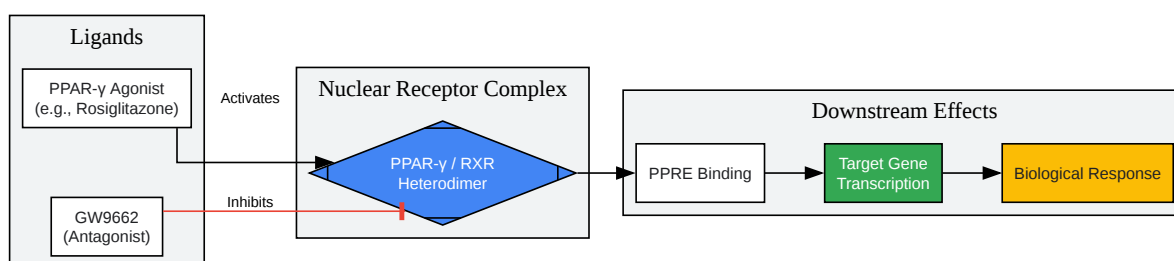 Ligands
PPAR-γ Agonist
(e.g., Rosiglitazone)
Activates
GW9662
(Antagonist)
Inhibits
Nuclear Receptor Complex
PPAR-γ / RXR
Heterodimer
Downstream Effects
PPRE Binding
Target Gene
Transcription
Biological Response